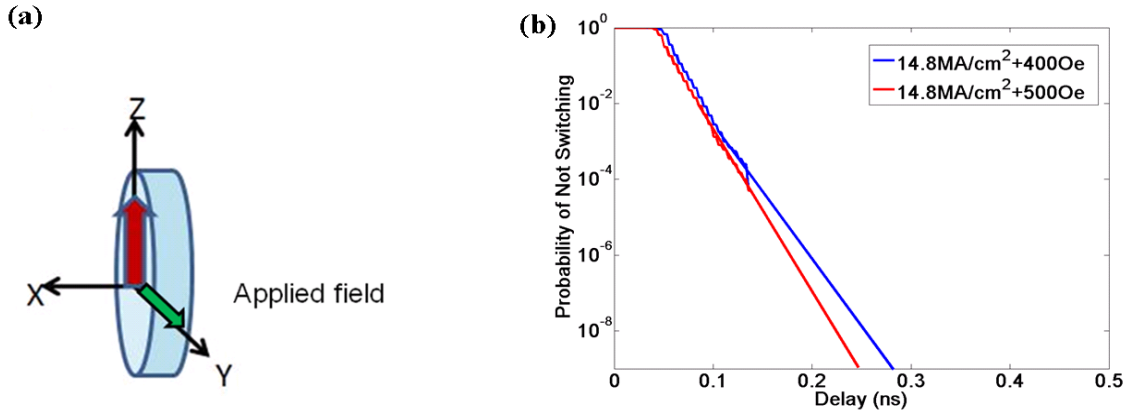 (a)
Z
X
Y
Applied field
(b)
Probability of Not Switching
10^0
10^-2
10^-4
10^-6
10^-8
14.8MA/cm^2+400Oe
14.8MA/cm^2+500Oe
0 0.1 0.2 0.3 0.4 0.5
Delay (ns)